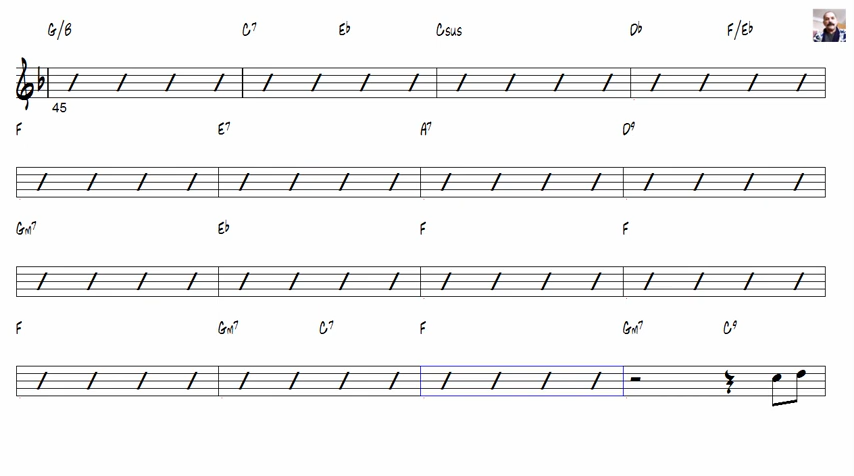 G/B C7 Eb Csus Db F/Eb
45
F E7 A7 D9
Gm7 Eb F F
F Gm7 C7 F Gm7 C9